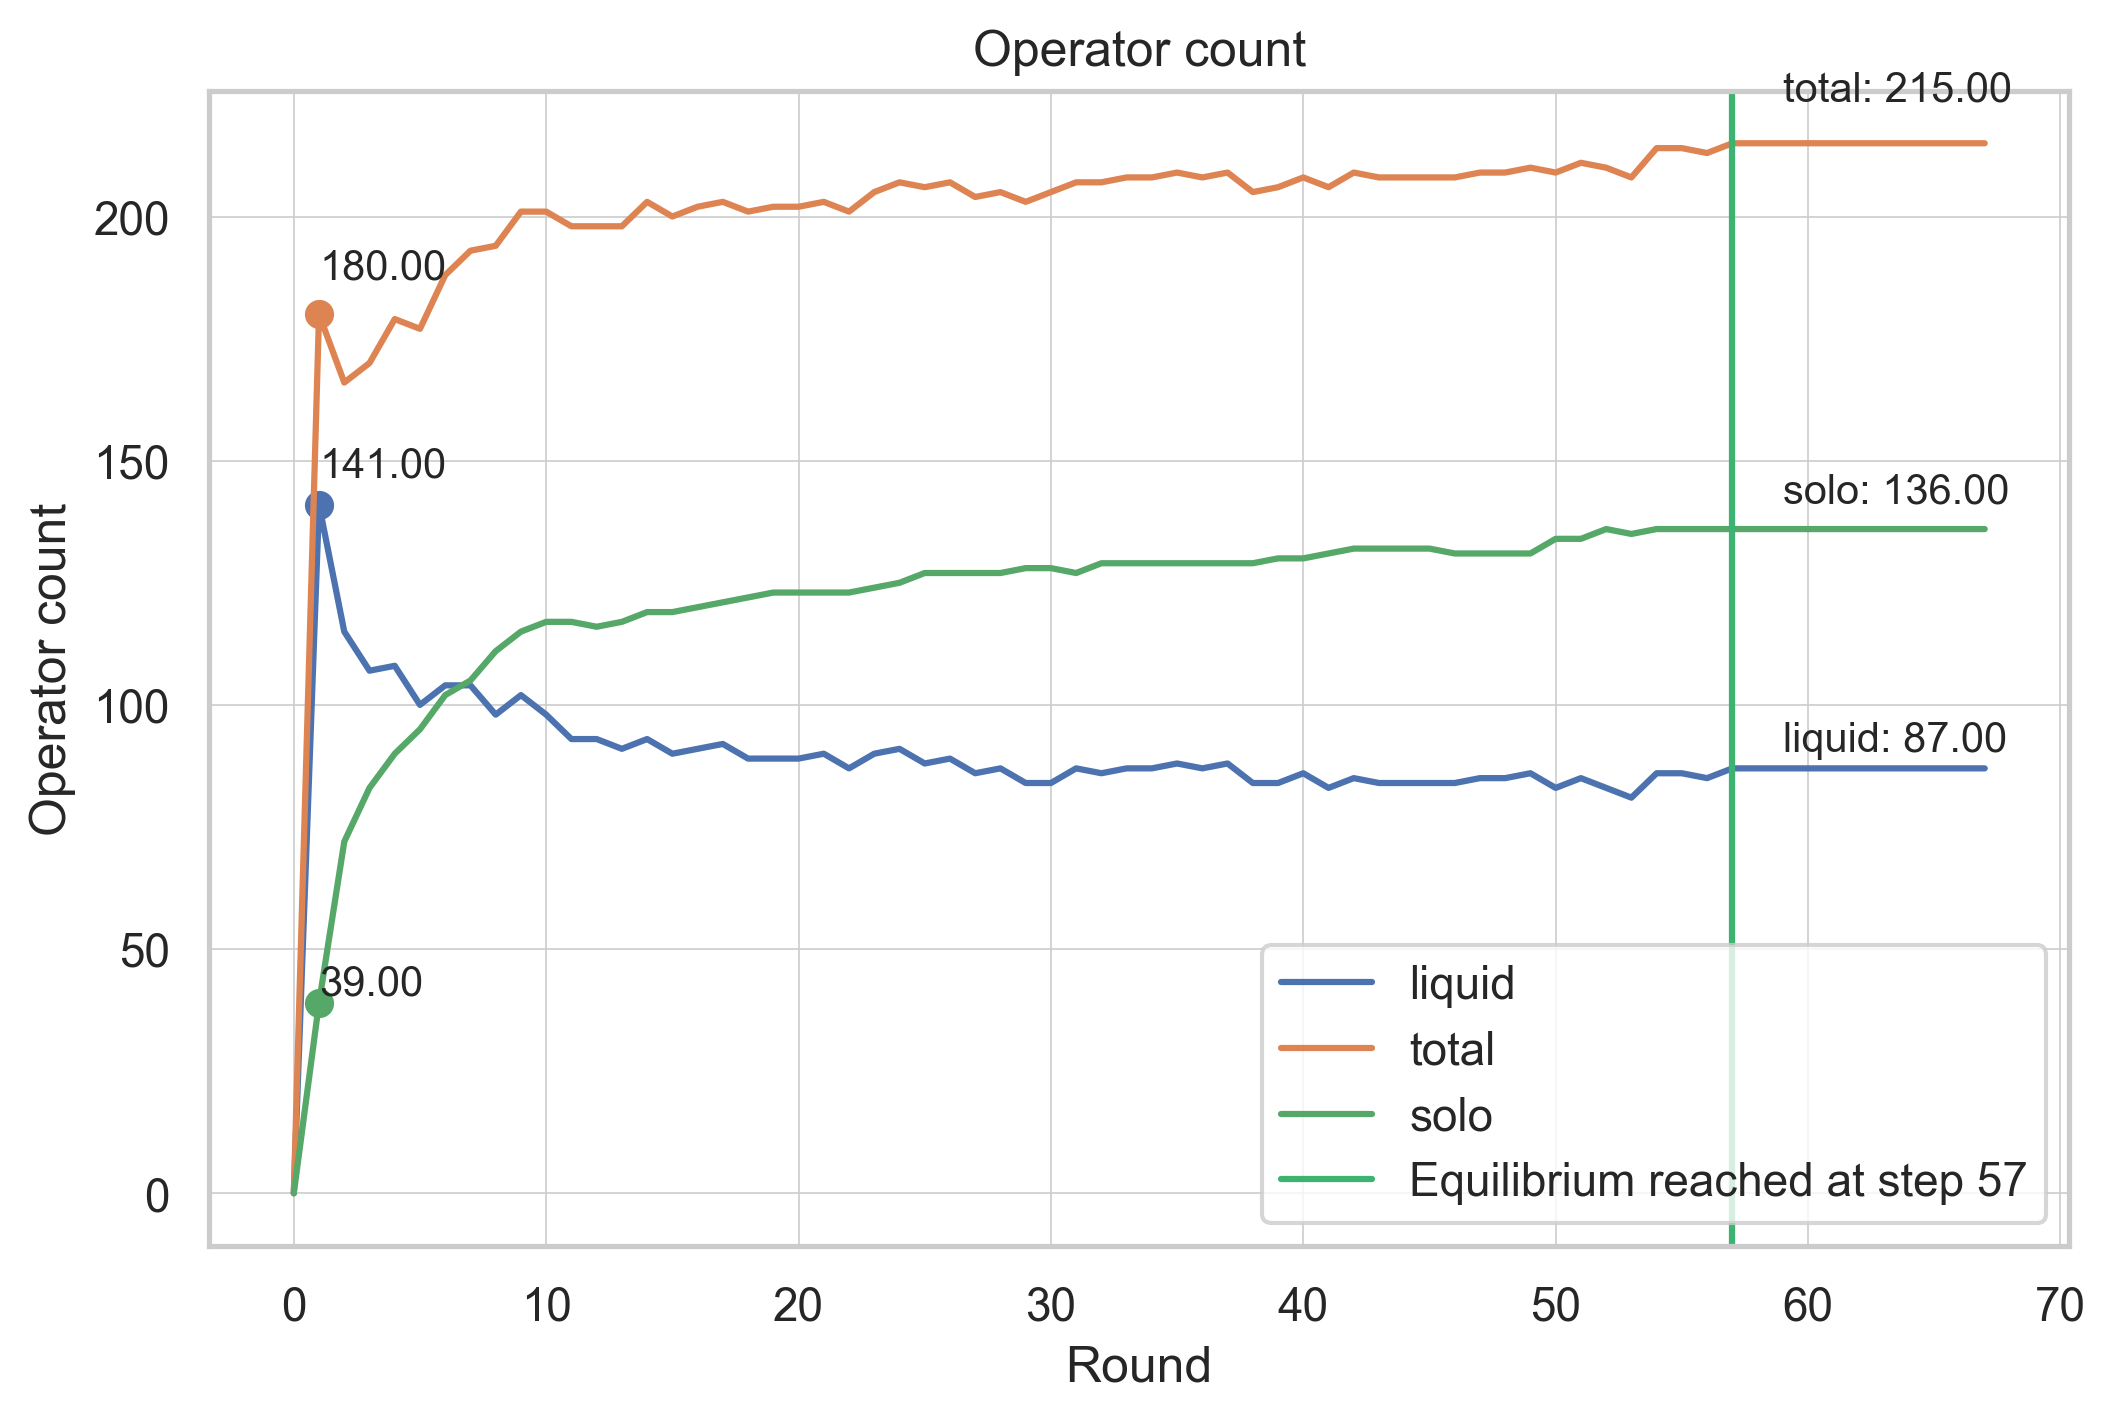 Operator count
total: 215.00
200
180.00
150
141.00
solo: 136.00
100
liquid: 87.00
50
39.00
0
Operator count
liquid
total
solo
Equilibrium reached at step 57
0 10 20 30 40 50 60 70
Round